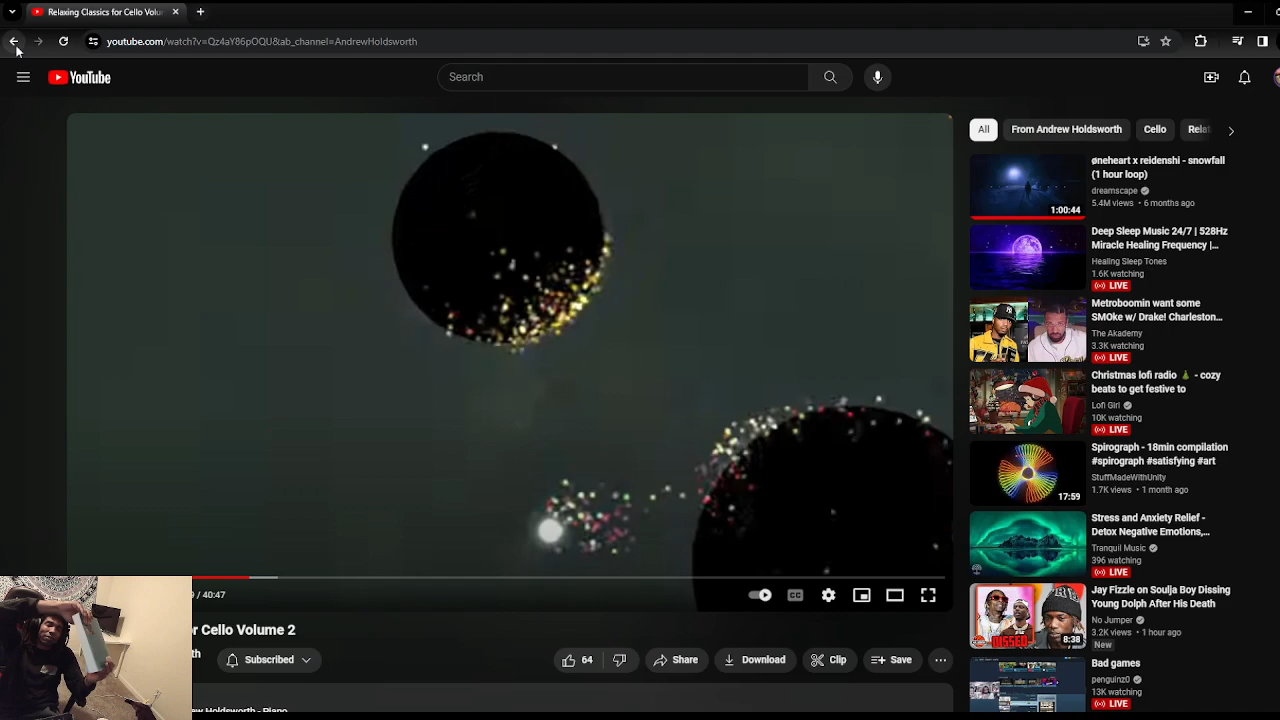 Relaxing Classics for Cello Volu
youtube.com/watch?v=Qz4aY86pOQU&ab_channel=AndrewHoldsworth
YouTube
Search
All
From Andrew Holdsworth
Cello
Relat
øneheart x reidenshi - snowfall
(1 hour loop)
dreamscape
5.4M views • 6 months ago
1:00:44
Deep Sleep Music 24/7 | 528Hz
Miracle Healing Frequency |...
Healing Sleep Tones
1.6K watching
LIVE
Metroboomin want some
SMOke w/ Drake! Charleston...
The Akademy
3.3K watching
LIVE
Christmas lofi radio 🎄 - cozy
beats to get festive to
Lofi Girl
10K watching
LIVE
Spirograph - 18min compilation
#spirograph #satisfying #art
StuffMadeWithUnity
1.7K views • 1 month ago
17:59
Stress and Anxiety Relief -
Detox Negative Emotions,...
Tranquil Music
396 watching
LIVE
Jay Fizzle on Soulja Boy Dissing
Young Dolph After His Death
No Jumper
3.2K views • 1 hour ago
New
DISSED
8:38
Bad games
penguinz0
13K watching
LIVE
9 / 40:47
CC
r Cello Volume 2
th
Subscribed
64
Share
Download
Clip
Save
Holdsworth - Piano